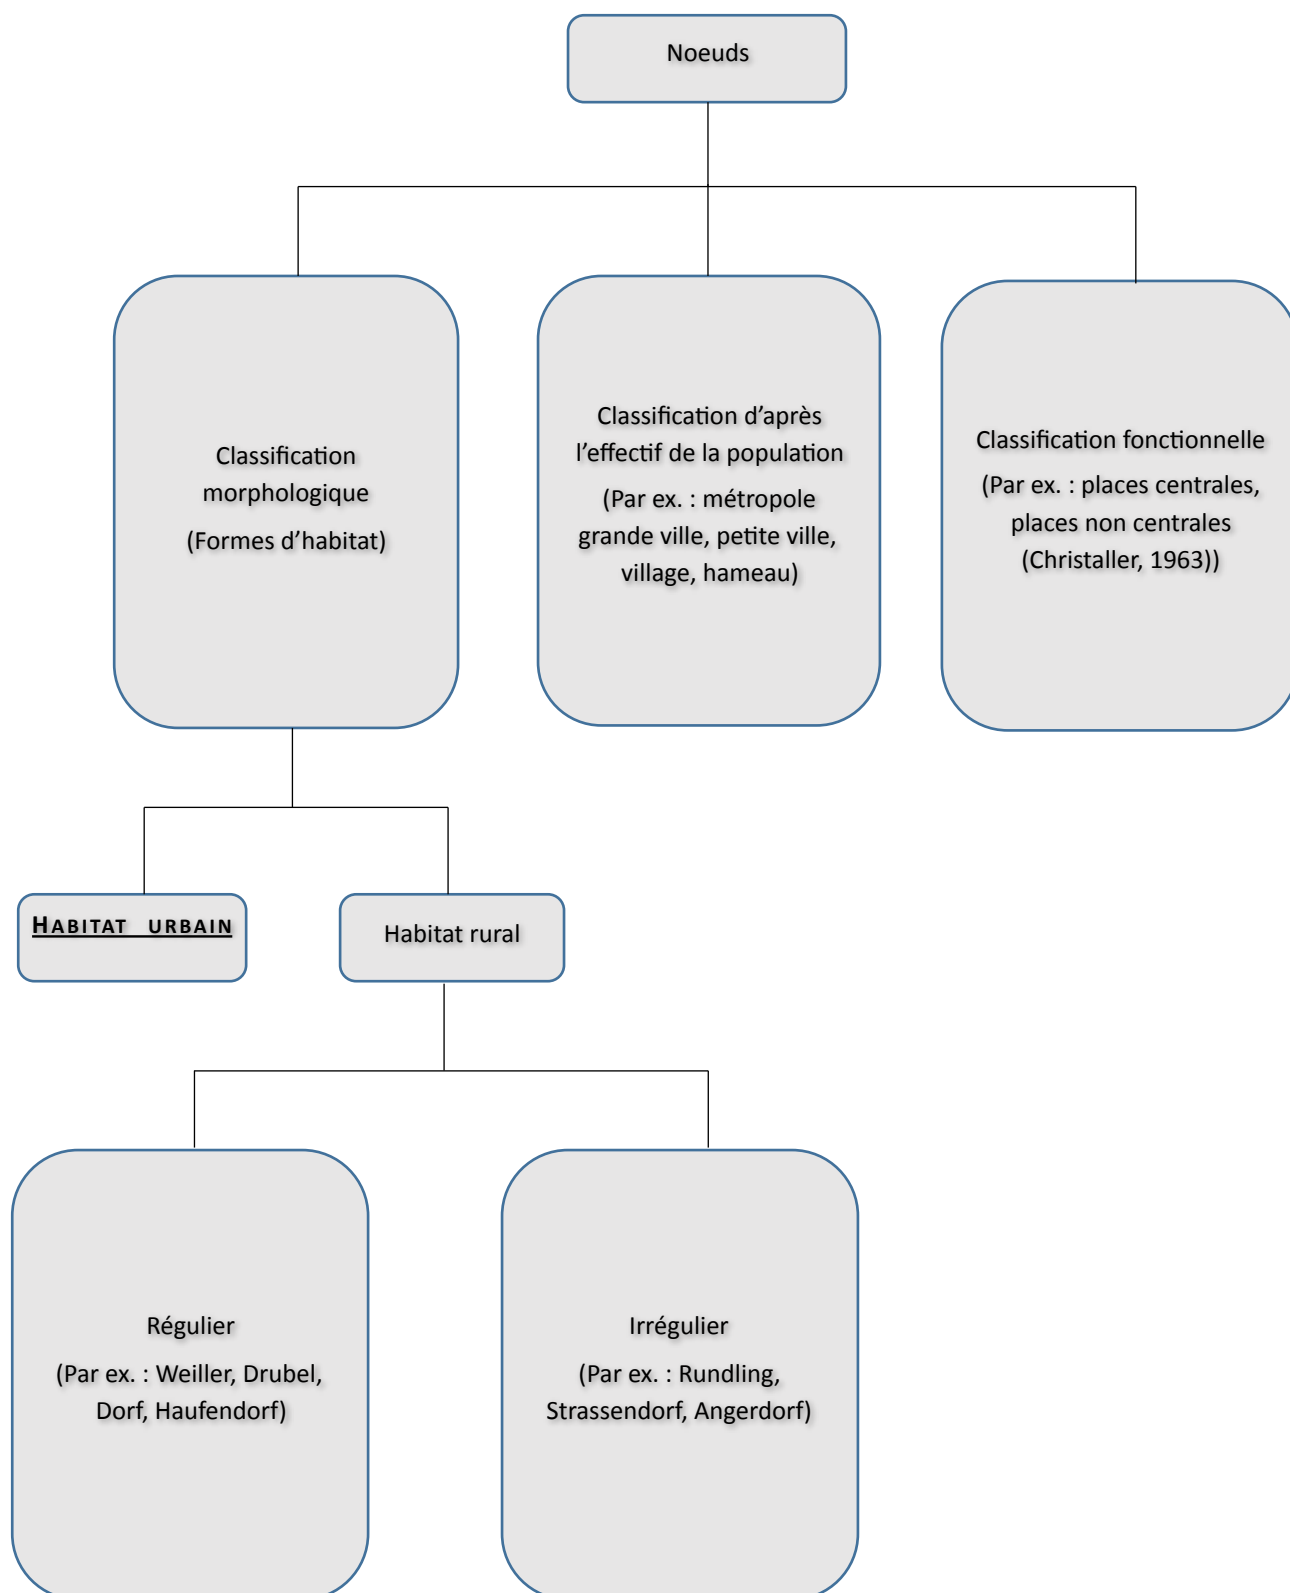 Noeuds
Classification
morphologique
(Formes d’habitat)
Classification d’après
l’effectif de la population
(Par ex. : métropole
grande ville, petite ville,
village, hameau)
Classification fonctionnelle
(Par ex. : places centrales,
places non centrales
(Christaller, 1963))
HABITAT URBAIN
Habitat rural
Régulier
(Par ex. : Weiller, Drubel,
Dorf, Haufendorf)
Irrégulier
(Par ex. : Rundling,
Strassendorf, Angerdorf)